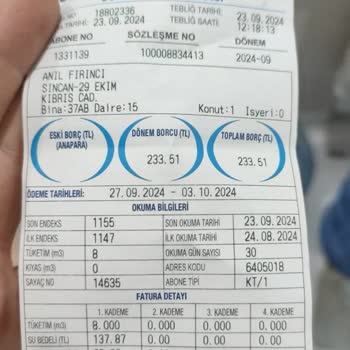 NO 18802336 TEBLİĞ TARİHİ: 23.09.2024
TARİHİ: 23.09.2024 TEBLİĞ SAATİ: 12:18:13
ABONE NO SÖZLEŞME NO DÖNEM
1331139 100008834413 2024-09
ANIL FIRINCI
SINCAN-29 EKIM
KIBRIS CAD.
Bina:37AB Daire:15 Konut:1 Isyeri:0
ESKİ BORÇ (TL) (ANAPARA) DÖNEM BORCU (TL) TOPLAM BORÇ (TL)
233.51 233.51
ÖDEME TARİHLERİ: 27.09.2024 - 03.10.2024
OKUMA BİLGİLERİ
SON ENDEKS 1155 SON OKUMA TARİHİ 23.09.2024
İLK ENDEKS 1147 İLK OKUMA TARİHİ 24.08.2024
TÜKETİM (m3) 8 OKUMA GÜN SAYISI 30
KIYAS (m3) 0 ADRES KODU 6405018
SAYAÇ NO 14635 ABONE TİPİ KT/1
FATURA DETAYI
1. KADEME 2. KADEME 3. KADEME 4. KADEME
TÜKETİM (m3) 8.000 0.000 0.000 0.000
SU BEDELİ (TL) 137.87 0.00 0.00 0.00